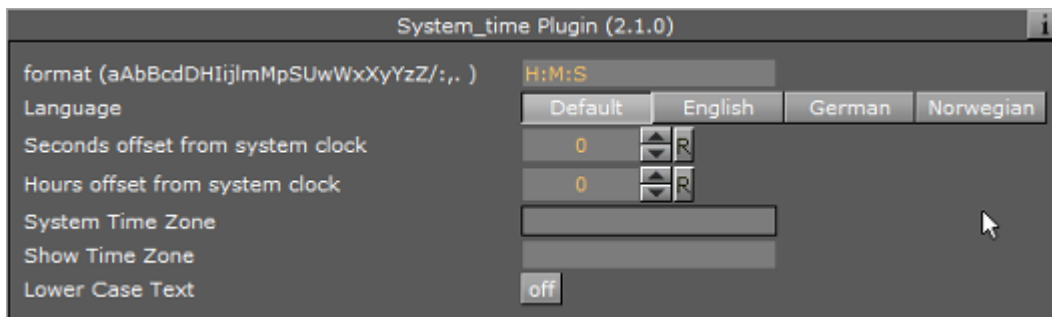 System_time Plugin (2.1.0) i
format (aAbBcdDHIijlmMpSUwWxXyYzZ/:,. ) H:M:S
Language Default English German Norwegian
Seconds offset from system clock 0 R
Hours offset from system clock 0 R
System Time Zone
Show Time Zone
Lower Case Text off